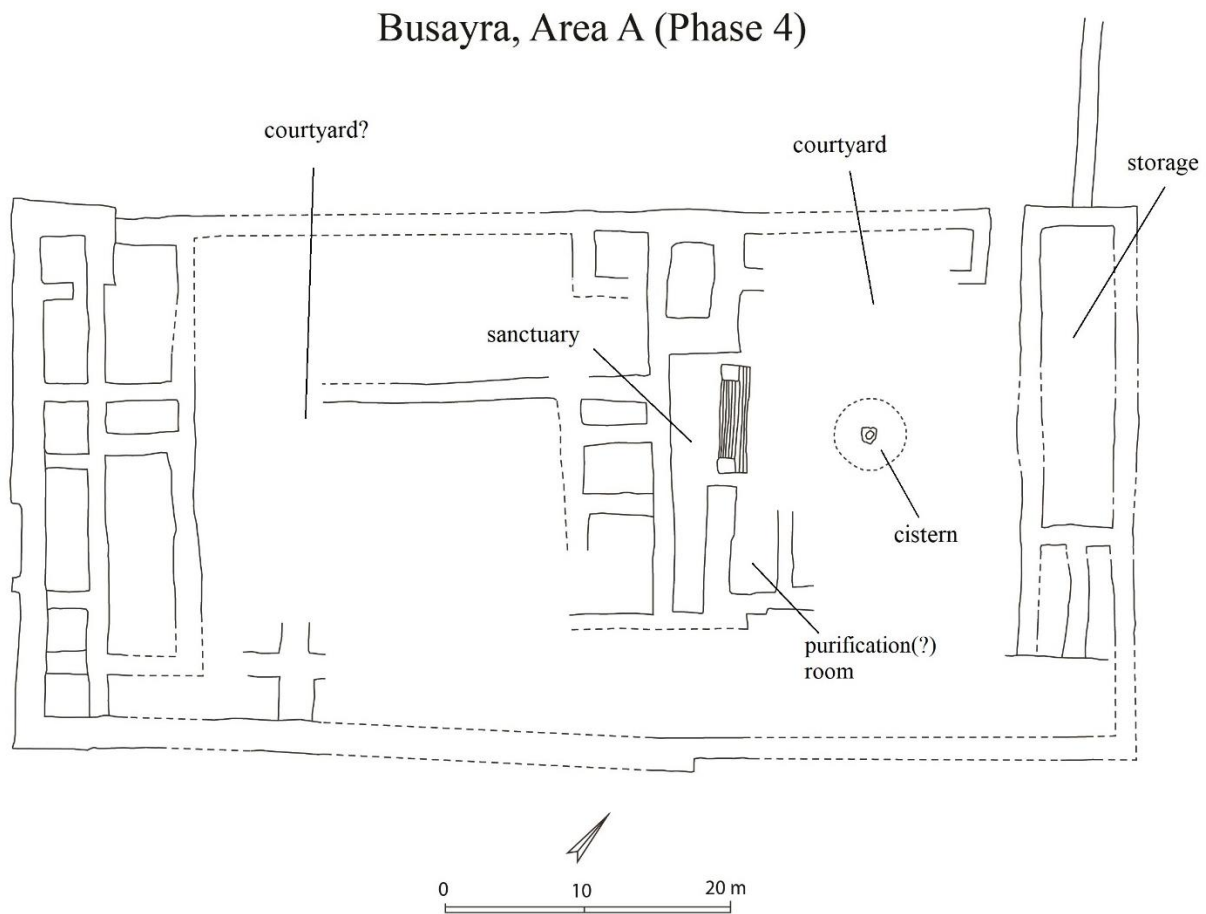 Busayra, Area A (Phase 4)
courtyard?
courtyard
storage
sanctuary
cistern
purification(?)
room
0 10 20 m